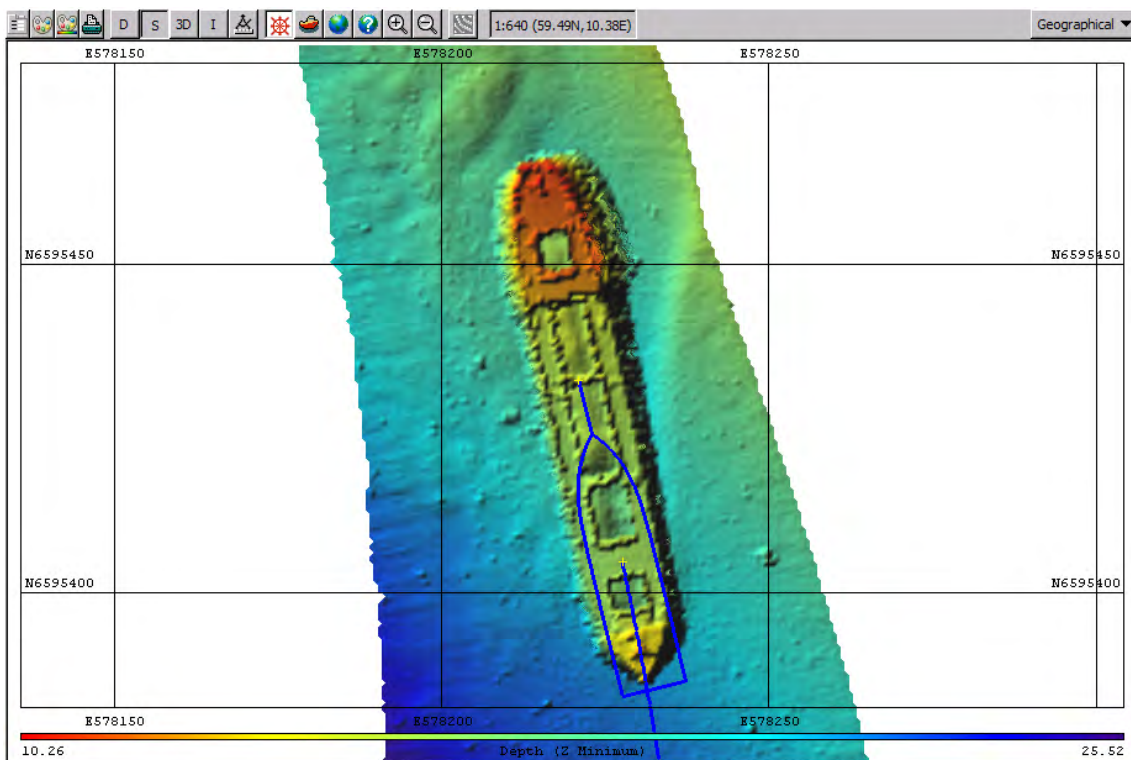 D S 3D I 1:640 (59.49N,10.38E) Geographical
E578150 E578200 E578250
N6595450 N6595450
N6595400 N6595400
E578150 E578200 E578250
10.26 Depth (Z Minimum) 25.52